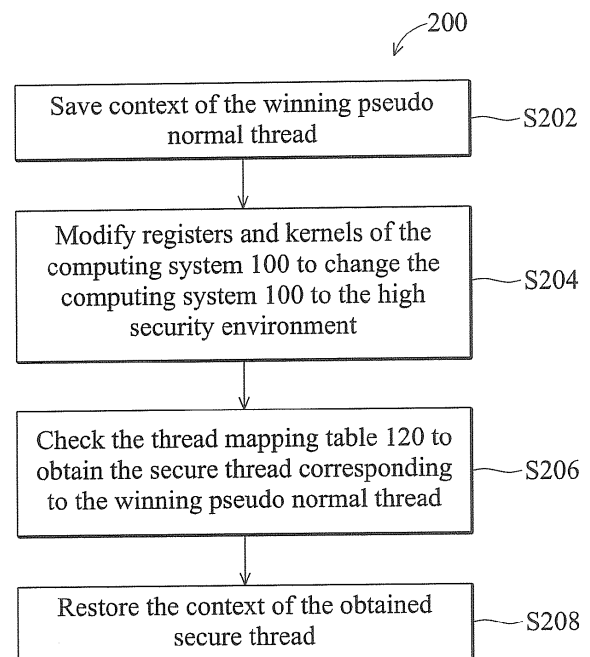 200
Save context of the winning pseudo
normal thread
S202
Modify registers and kernels of the
computing system 100 to change the
computing system 100 to the high
security environment
S204
Check the thread mapping table 120 to
obtain the secure thread corresponding
to the winning pseudo normal thread
S206
Restore the context of the obtained
secure thread
S208